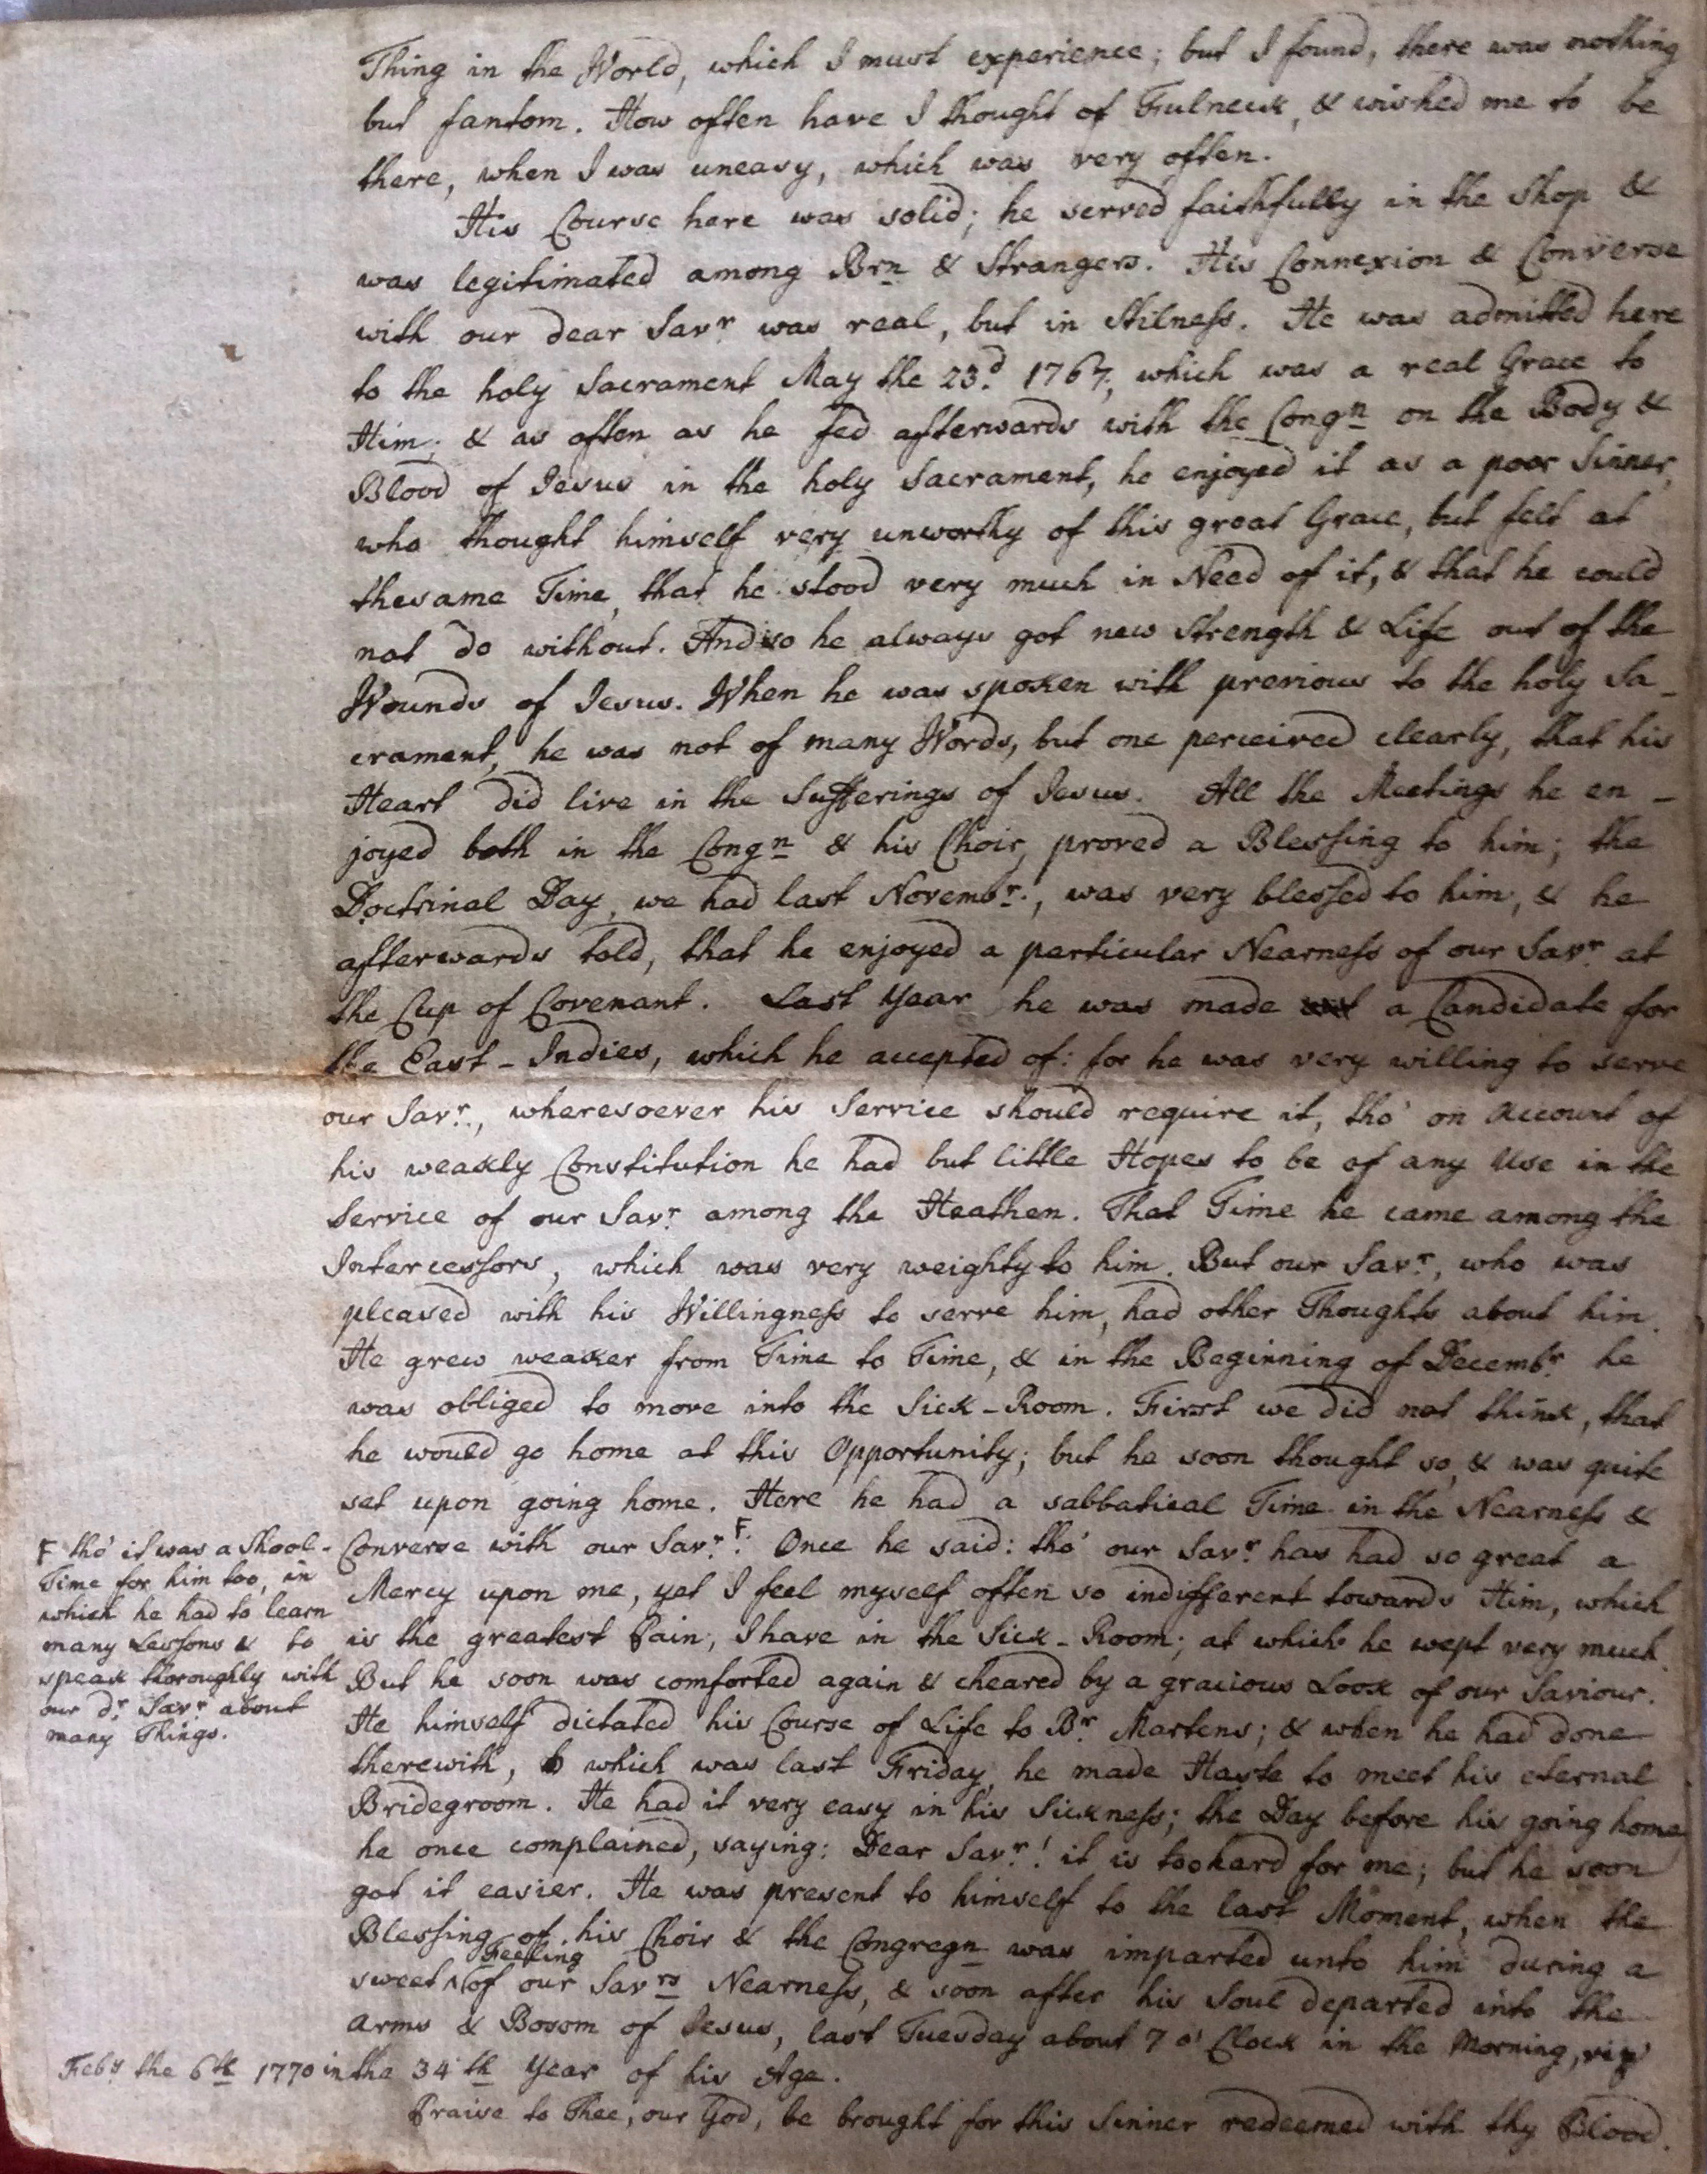 Thing in the World, which I must experience; but I found, there was nothing
but fantom. How often have I thought of Fulneck, & wished me to be
there, when I was uneasy, which was very often.
His Course here was solid; he served faithfully in the Shop &
was legitimated among Brn & Strangers. His Connexion & Converse
with our dear Savr. was real, but in Stilness. He was admitted here
to the holy Sacrament May the 23d. 1767, which was a real Grace to
Him; & as often as he fed afterwards with the Congn on the Body &
Blood of Jesus in the holy Sacrament, he enjoyed it as a poor Sinner,
who thought himself very unworthy of this great Grace, but felt at
thesame Time, that he stood very much in Need of it, & that he could
not do without. And so he always got new Strength & Life out of the
Wounds of Jesus. When he was spoken with previous to the holy Sa-
crament, he was not of many Words, but one perceived clearly, that his
Heart did live in the Sufferings of Jesus. All the Meetings he en-
joyed both in the Congn & his Choir, proved a Blessing to him; the
Doctrinal Day, we had last Novembr., was very blessed to him, & he
afterwards told, that he enjoyed a particular Nearness of our Savr. at
the Cup of Covenant. Last Year he was made a Candidate for
the East-Indies, which he accepted of: for he was very willing to serve
our Savr., wheresoever his Service should require it, tho' on Account of
his weakly Constitution he had but little Hopes to be of any Use in the
Service of our Savr. among the Heathen. That Time he came among the
Intercessors, which was very weighty to him. But our Savr., who was
pleased with his Willingness to serve him, had other Thoughts about him.
He grew weaker from Time to Time, & in the Beginning of Decembr. he
was obliged to move into the Sick-Room. First we did not think, that
he would go home at this Opportunity; but he soon thought so, & was quite
set upon going home. Here he had a sabbatical Time in the Nearness &
Converse with our Savr. F. Once he said: tho' our Savr. has had so great a
Mercy upon me, yet I feel myself often so indifferent towards Him, which
is the greatest Pain, I have in the Sick-Room; at which he wept very much.
But he soon was comforted again & cheared by a gracious Look of our Saviour.
He himself dictated his Course of Life to Br. Martens; & when he had done
therewith, which was last Friday, he made Haste to meet his eternal
Bridegroom. He had it very easy in his Sickness; the Day before his going home
he once complained, saying: Dear Savr.! it is too hard for me; but he soon
got it easier. He was present to himself to the last Moment, when the
Blessing of his Choir & the Congregn was imparted unto him during a
Feeling
sweet of our Savrs Nearness, & soon after his Soul departed into the
Arms & Bosom of Jesus, last Tuesday about 7 o' Clock in the Morning, viz
Feby the 6th 1770 in the 34th Year of his Age.
Praise to Thee, our God, be brought for this Sinner redeemed with thy Blood.
F tho' it was a Shool-
Time for him too, in
which he had to learn
many Lessons & to
speak thoroughly with
our dr. Savr about
many Things.